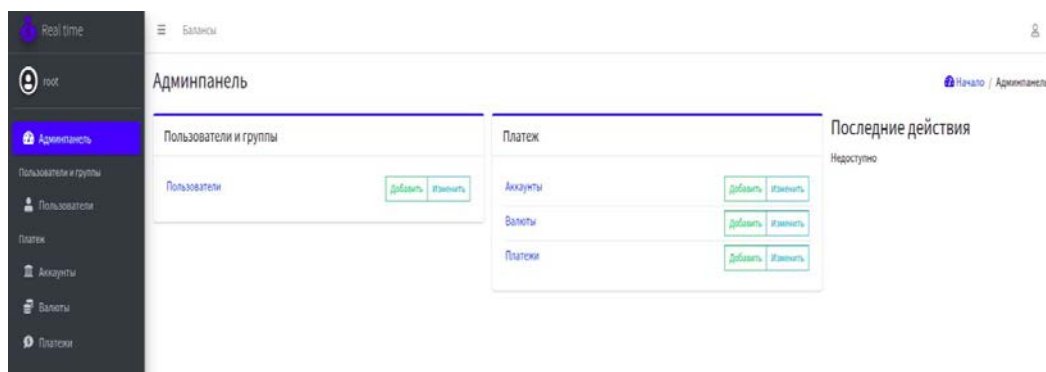 Real time
root
Админпанель
Пользователи и группы
Пользователи
Платеж
Аккаунты
Валюты
Платежи
Балансы
Админпанель
Начало / Админпанель
Пользователи и группы
Пользователи
Добавить Изменить
Платеж
Аккаунты
Добавить Изменить
Валюты
Добавить Изменить
Платежи
Добавить Изменить
Последние действия
Недоступно